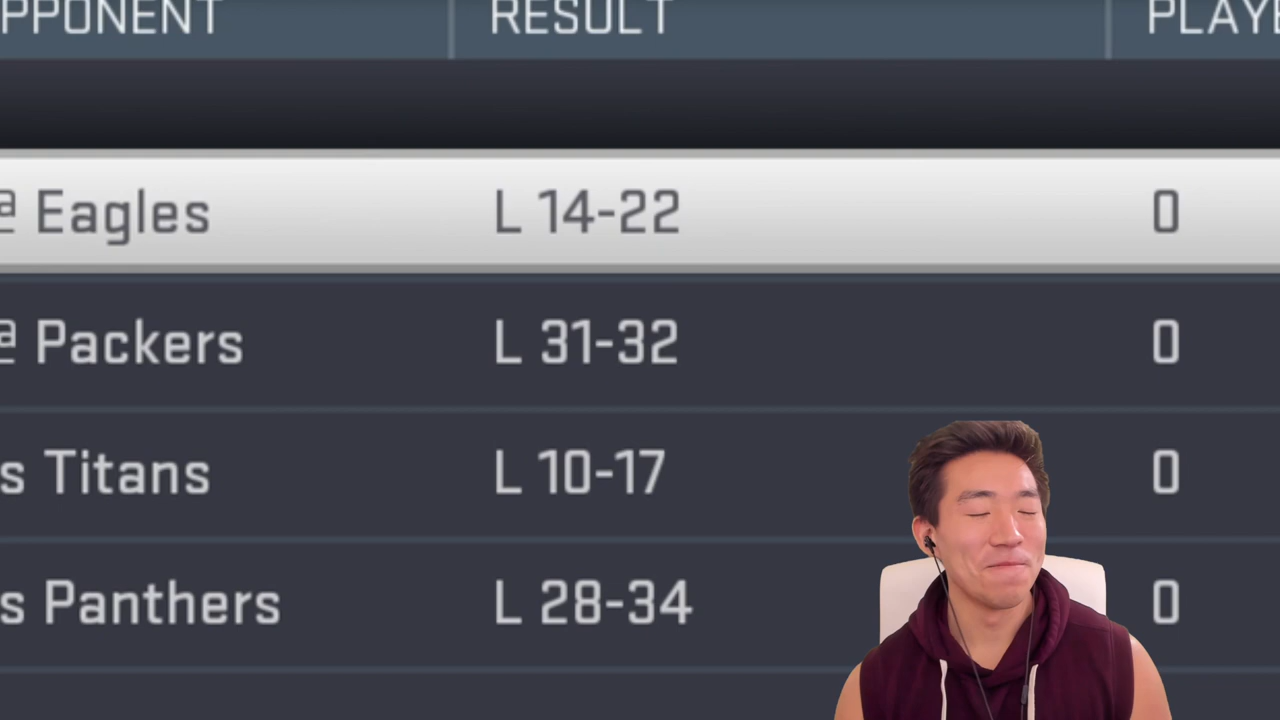 PPONENT RESULT PLAYE
@ Eagles L 14-22 0
@ Packers L 31-32 0
s Titans L 10-17 0
s Panthers L 28-34 0